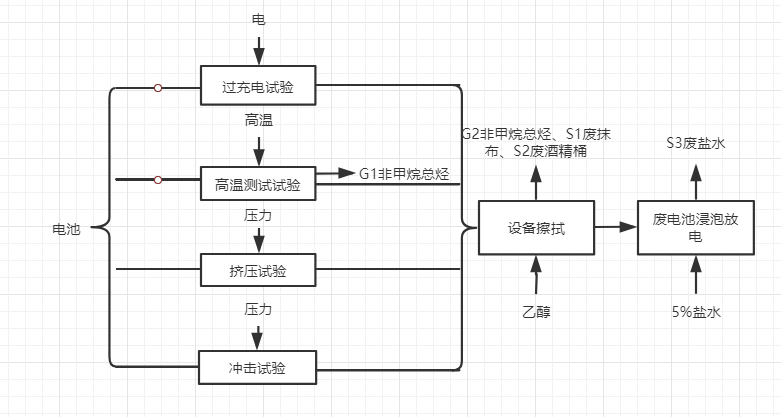 电
过充电试验
高温
高温测试试验
G1非甲烷总烃
压力
电池
挤压试验
压力
冲击试验
G2非甲烷总烃、S1废抹
布、S2废酒精桶
设备擦拭
乙醇
S3废盐水
废电池浸泡放
电
5%盐水